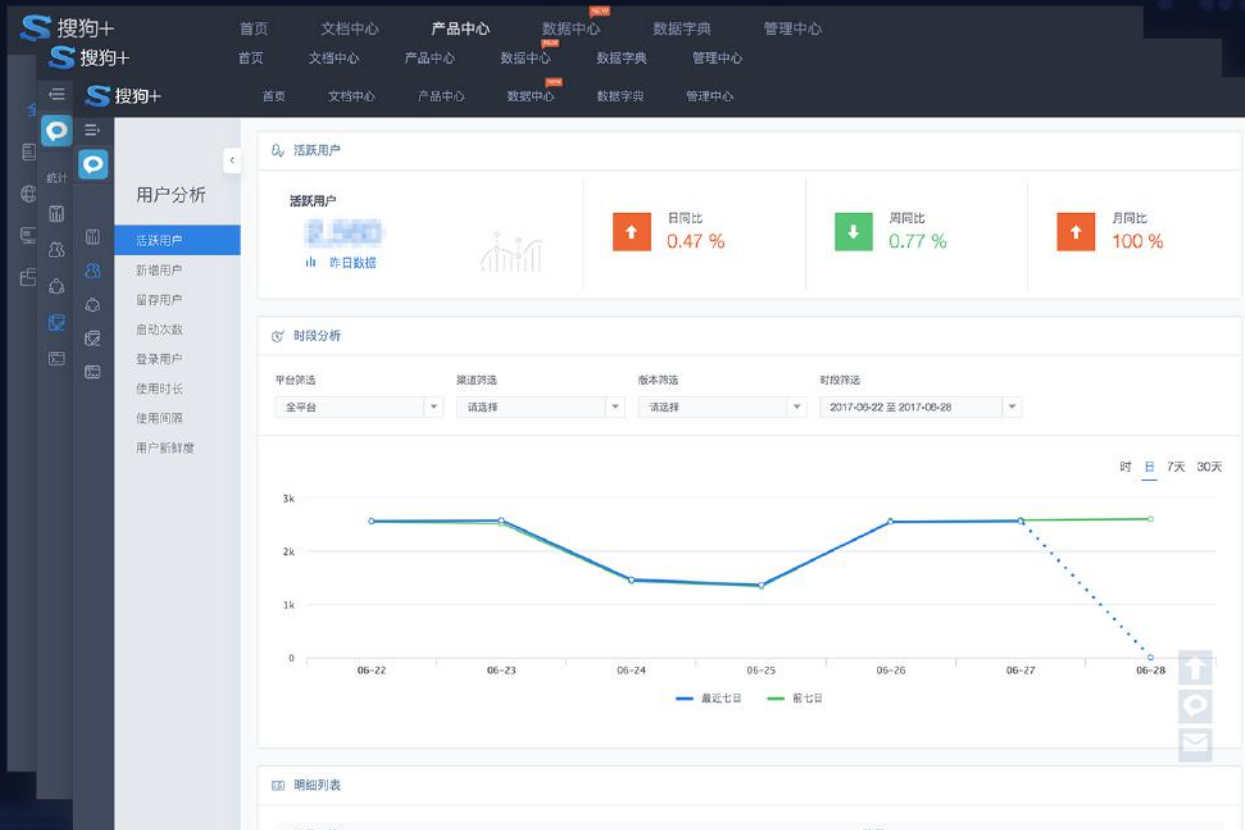 搜狗+ 首页 文档中心 产品中心 数据中心 NEW 数据字典 管理中心
搜狗+ 首页 文档中心 产品中心 数据中心 NEW 数据字典 管理中心
搜狗+ 首页 文档中心 产品中心 数据中心 NEW 数据字典 管理中心
统计
用户分析
活跃用户
新增用户
留存用户
启动次数
登录用户
使用时长
使用间隔
用户新鲜度
活跃用户
活跃用户
昨日数据
日同比
0.47 %
周同比
0.77 %
月同比
100 %
时段分析
平台筛选 渠道筛选 版本筛选 时段筛选
全平台 请选择 请选择 2017-06-22 至 2017-06-28
时 日 7天 30天
3k
2k
1k
0
06-22 06-23 06-24 06-25 06-26 06-27 06-28
最近七日 前七日
明细列表